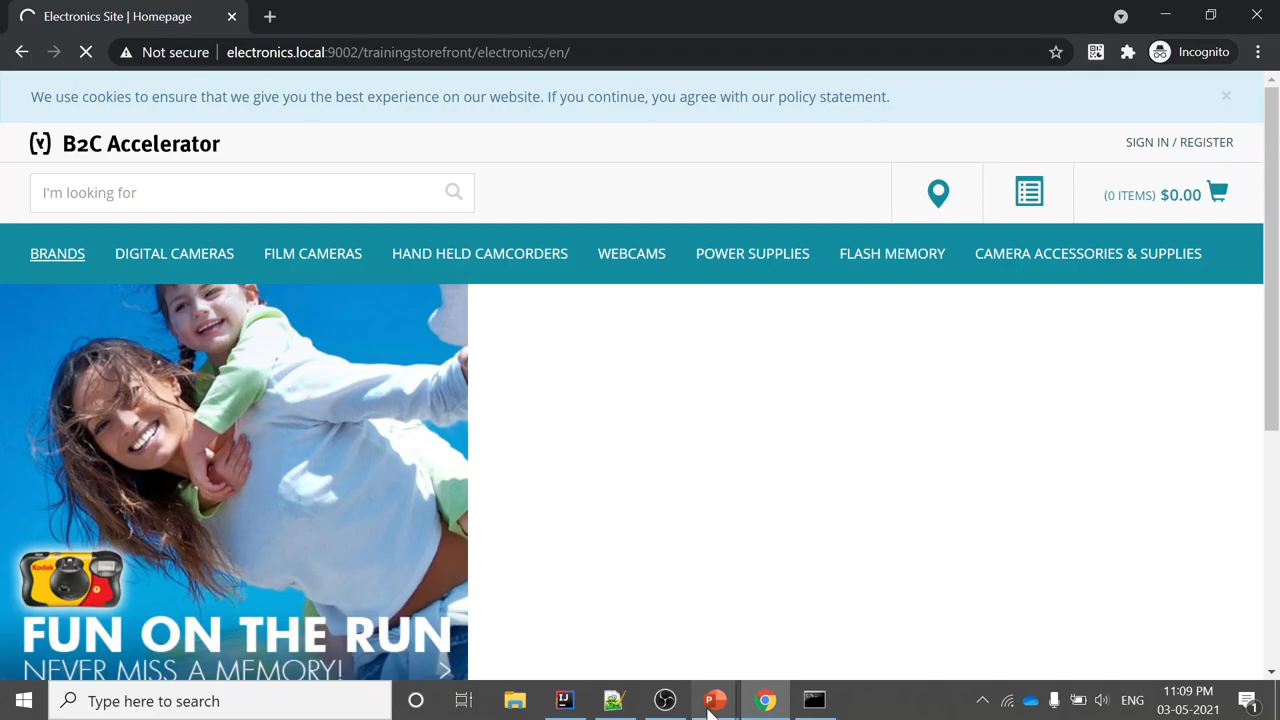 Electronics Site | Homepage
Not secure electronics.local:9002/trainingstorefront/electronics/en/ Incognito
We use cookies to ensure that we give you the best experience on our website. If you continue, you agree with our policy statement. ×
B2C Accelerator
SIGN IN / REGISTER
I'm looking for
(0 ITEMS) $0.00
BRANDS DIGITAL CAMERAS FILM CAMERAS HAND HELD CAMCORDERS WEBCAMS POWER SUPPLIES FLASH MEMORY CAMERA ACCESSORIES & SUPPLIES
Kodak
FUN ON THE RUN
NEVER MISS A MEMORY!
Type here to search
ENG
11:09 PM
03-05-2021
1